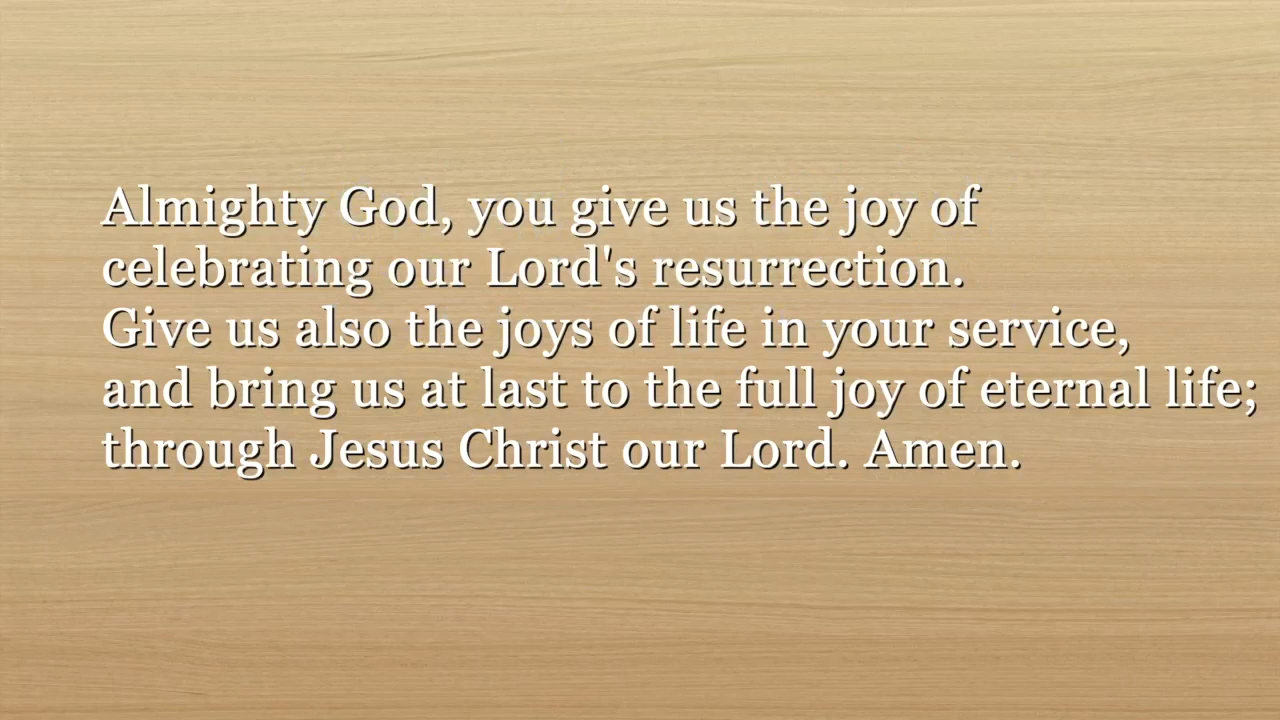 Almighty God, you give us the joy of
celebrating our Lord's resurrection.
Give us also the joys of life in your service,
and bring us at last to the full joy of eternal life;
through Jesus Christ our Lord. Amen.